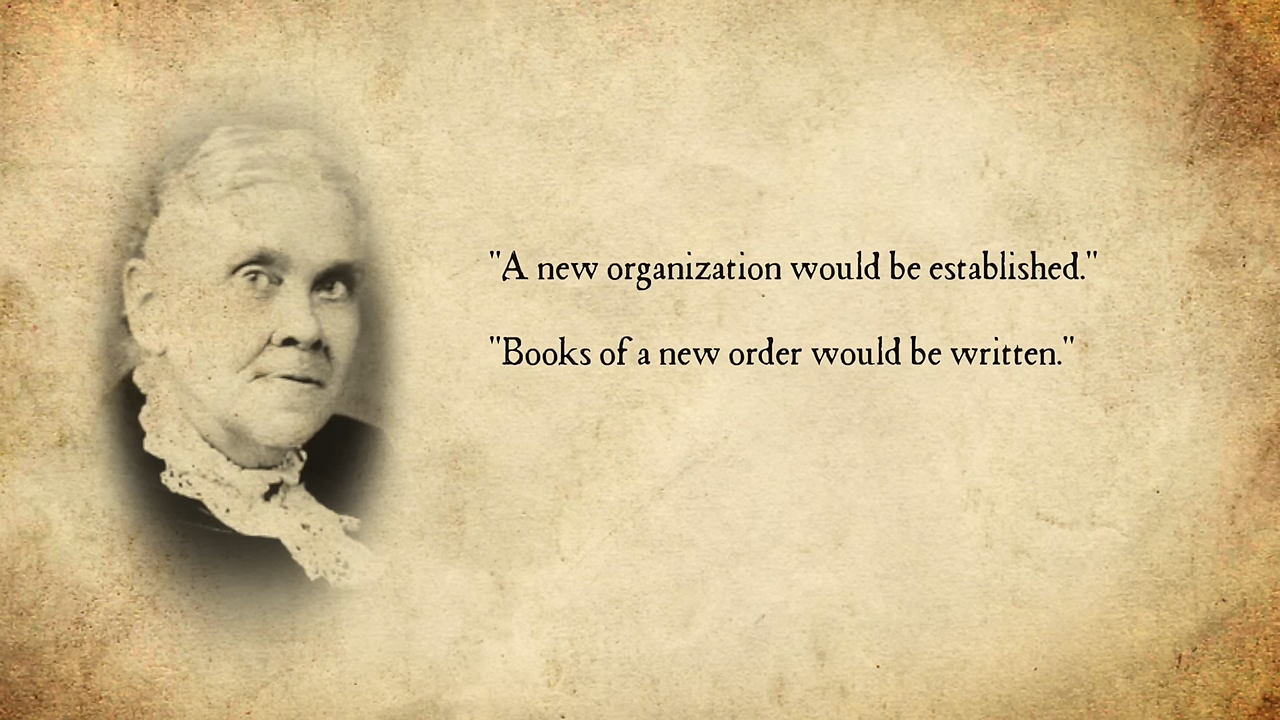 "A new organization would be established."
"Books of a new order would be written."